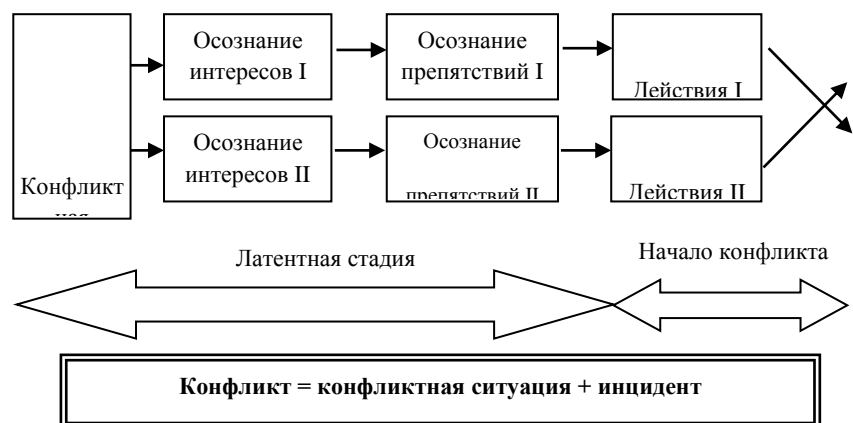 Осознание
интересов I
Осознание
препятствий I
Действия I
Конфликт
ная
Осознание
интересов II
Осознание
препятствий II
Действия II
Латентная стадия
Начало конфликта
Конфликт = конфликтная ситуация + инцидент